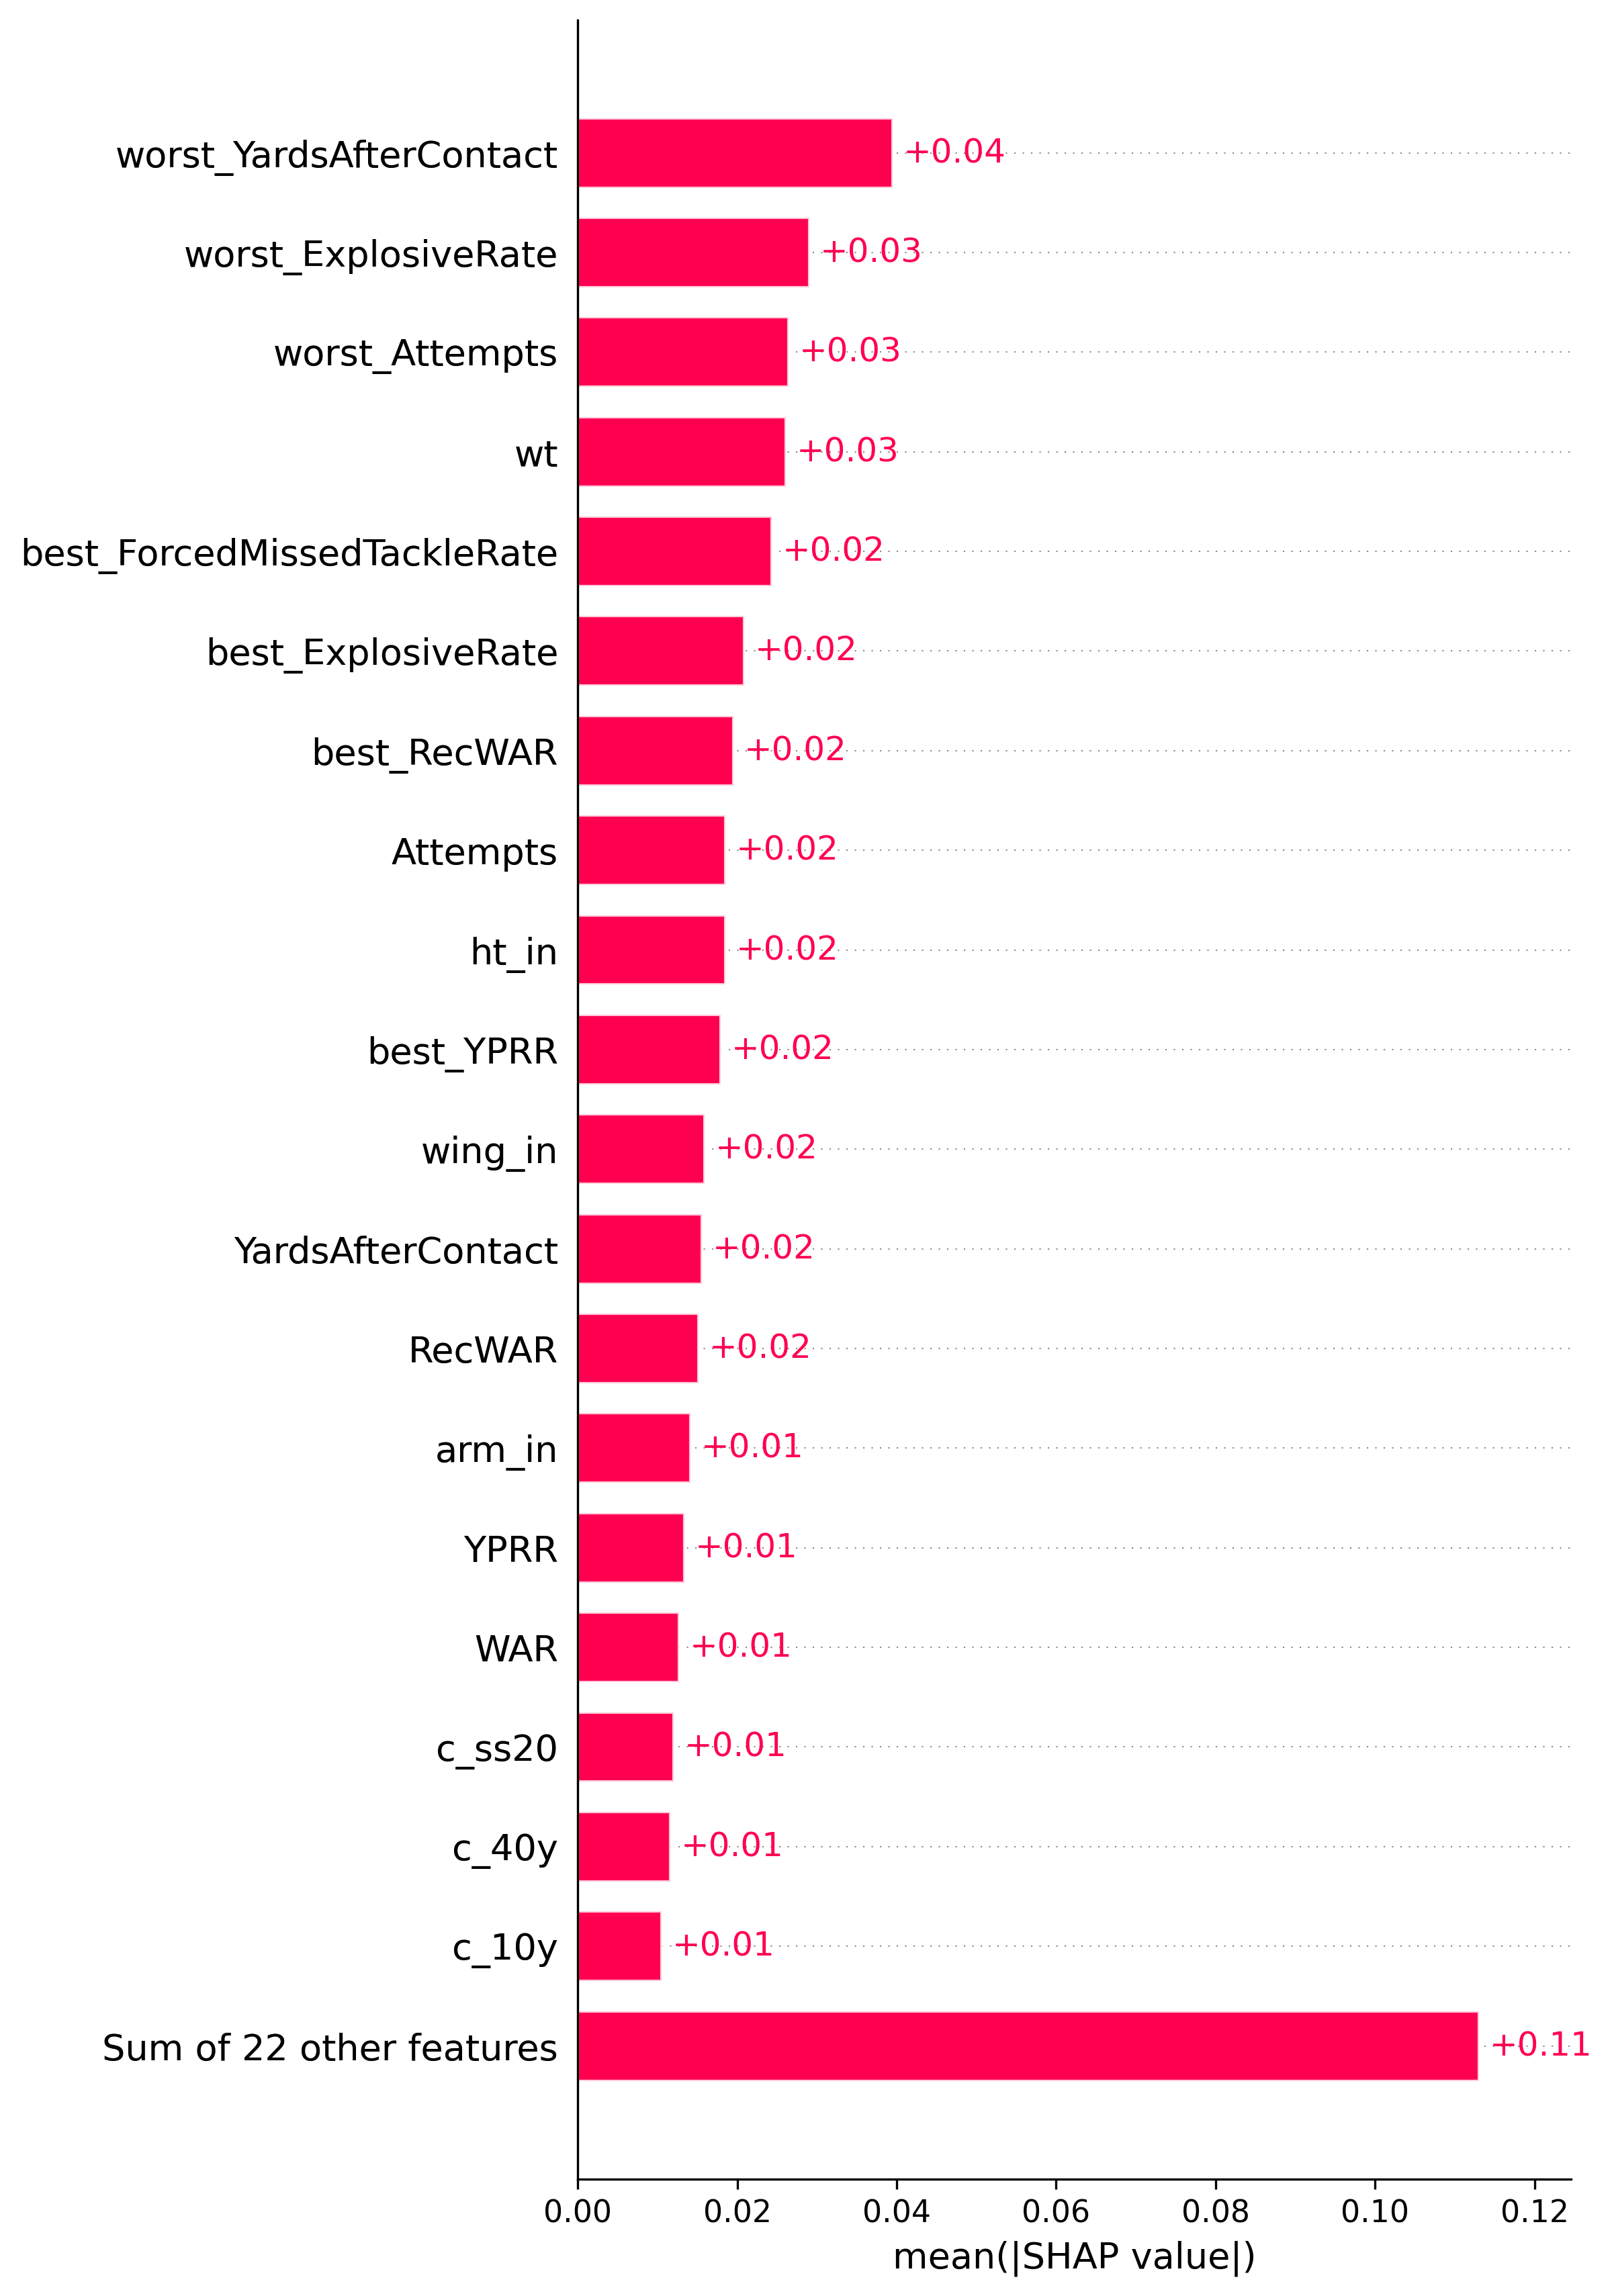 worst_YardsAfterContact +0.04
worst_ExplosiveRate +0.03
worst_Attempts +0.03
wt +0.03
best_ForcedMissedTackleRate +0.02
best_ExplosiveRate +0.02
best_RecWAR +0.02
Attempts +0.02
ht_in +0.02
best_YPRR +0.02
wing_in +0.02
YardsAfterContact +0.02
RecWAR +0.02
arm_in +0.01
YPRR +0.01
WAR +0.01
c_ss20 +0.01
c_40y +0.01
c_10y +0.01
Sum of 22 other features +0.11
0.00 0.02 0.04 0.06 0.08 0.10 0.12
mean(|SHAP value|)